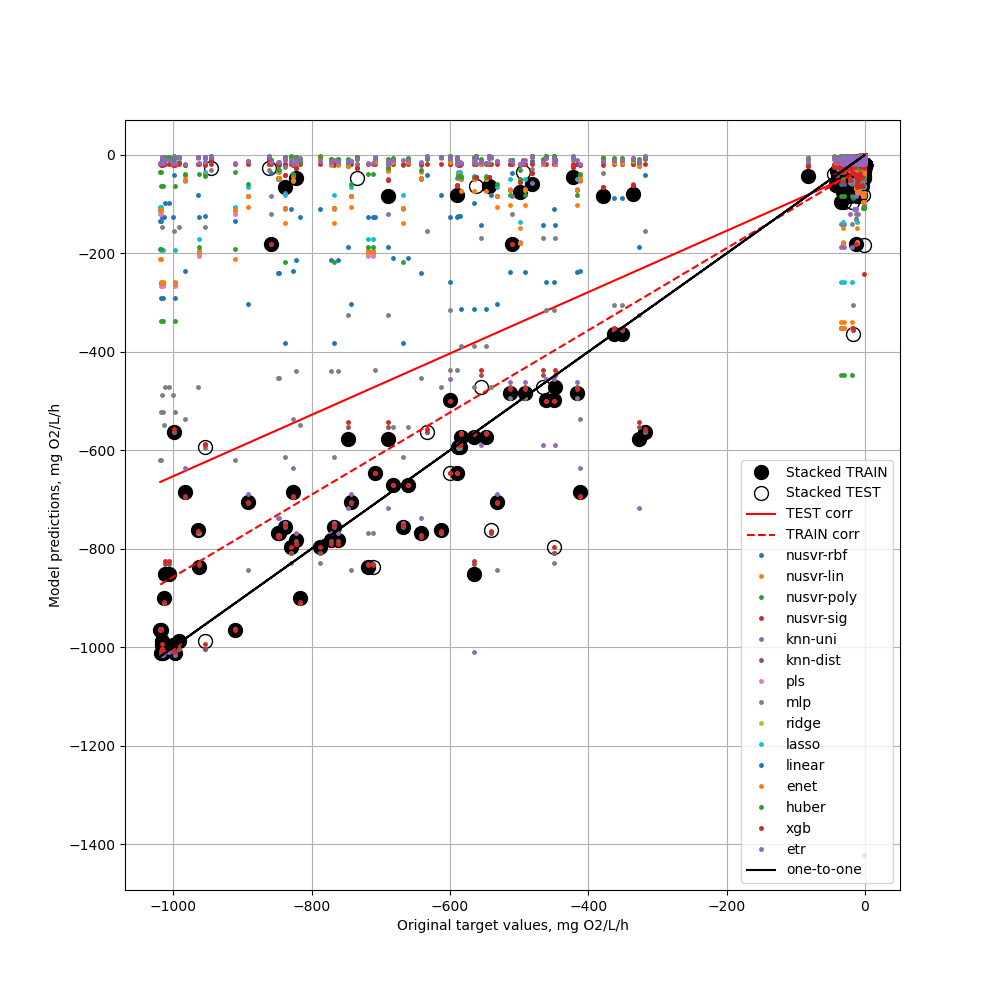 0
−200
−400
−600
−800
−1000
−1200
−1400
Model predictions, mg O2/L/h
−1000
−800
−600
−400
−200
0
Original target values, mg O2/L/h
Stacked TRAIN
Stacked TEST
TEST corr
TRAIN corr
nusvr-rbf
nusvr-lin
nusvr-poly
nusvr-sig
knn-uni
knn-dist
pls
mlp
ridge
lasso
linear
enet
huber
xgb
etr
one-to-one